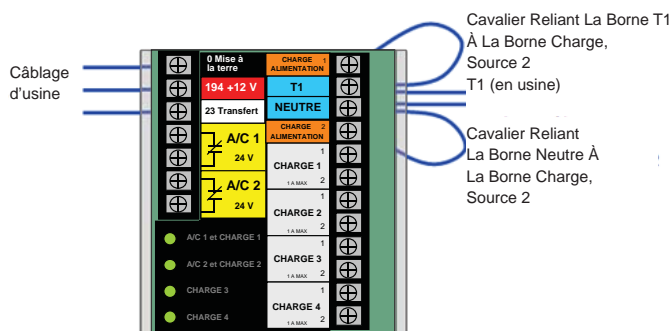 Câblage
d'usine
0 Mise à
la terre
194 +12 V
23 Transfert
A/C 1
24 V
A/C 2
24 V
A/C 1 et CHARGE 1
A/C 2 et CHARGE 2
CHARGE 3
CHARGE 4
CHARGE 1
ALIMENTATION
T1
NEUTRE
CHARGE 2
ALIMENTATION
1
CHARGE 1
1 A MAX 2
1
CHARGE 2
1 A MAX 2
1
CHARGE 3
1 A MAX 2
1
CHARGE 4
1 A MAX 2
Cavalier Reliant La Borne T1
À La Borne Charge,
Source 2
T1 (en usine)
Cavalier Reliant
La Borne Neutre À
La Borne Charge,
Source 2